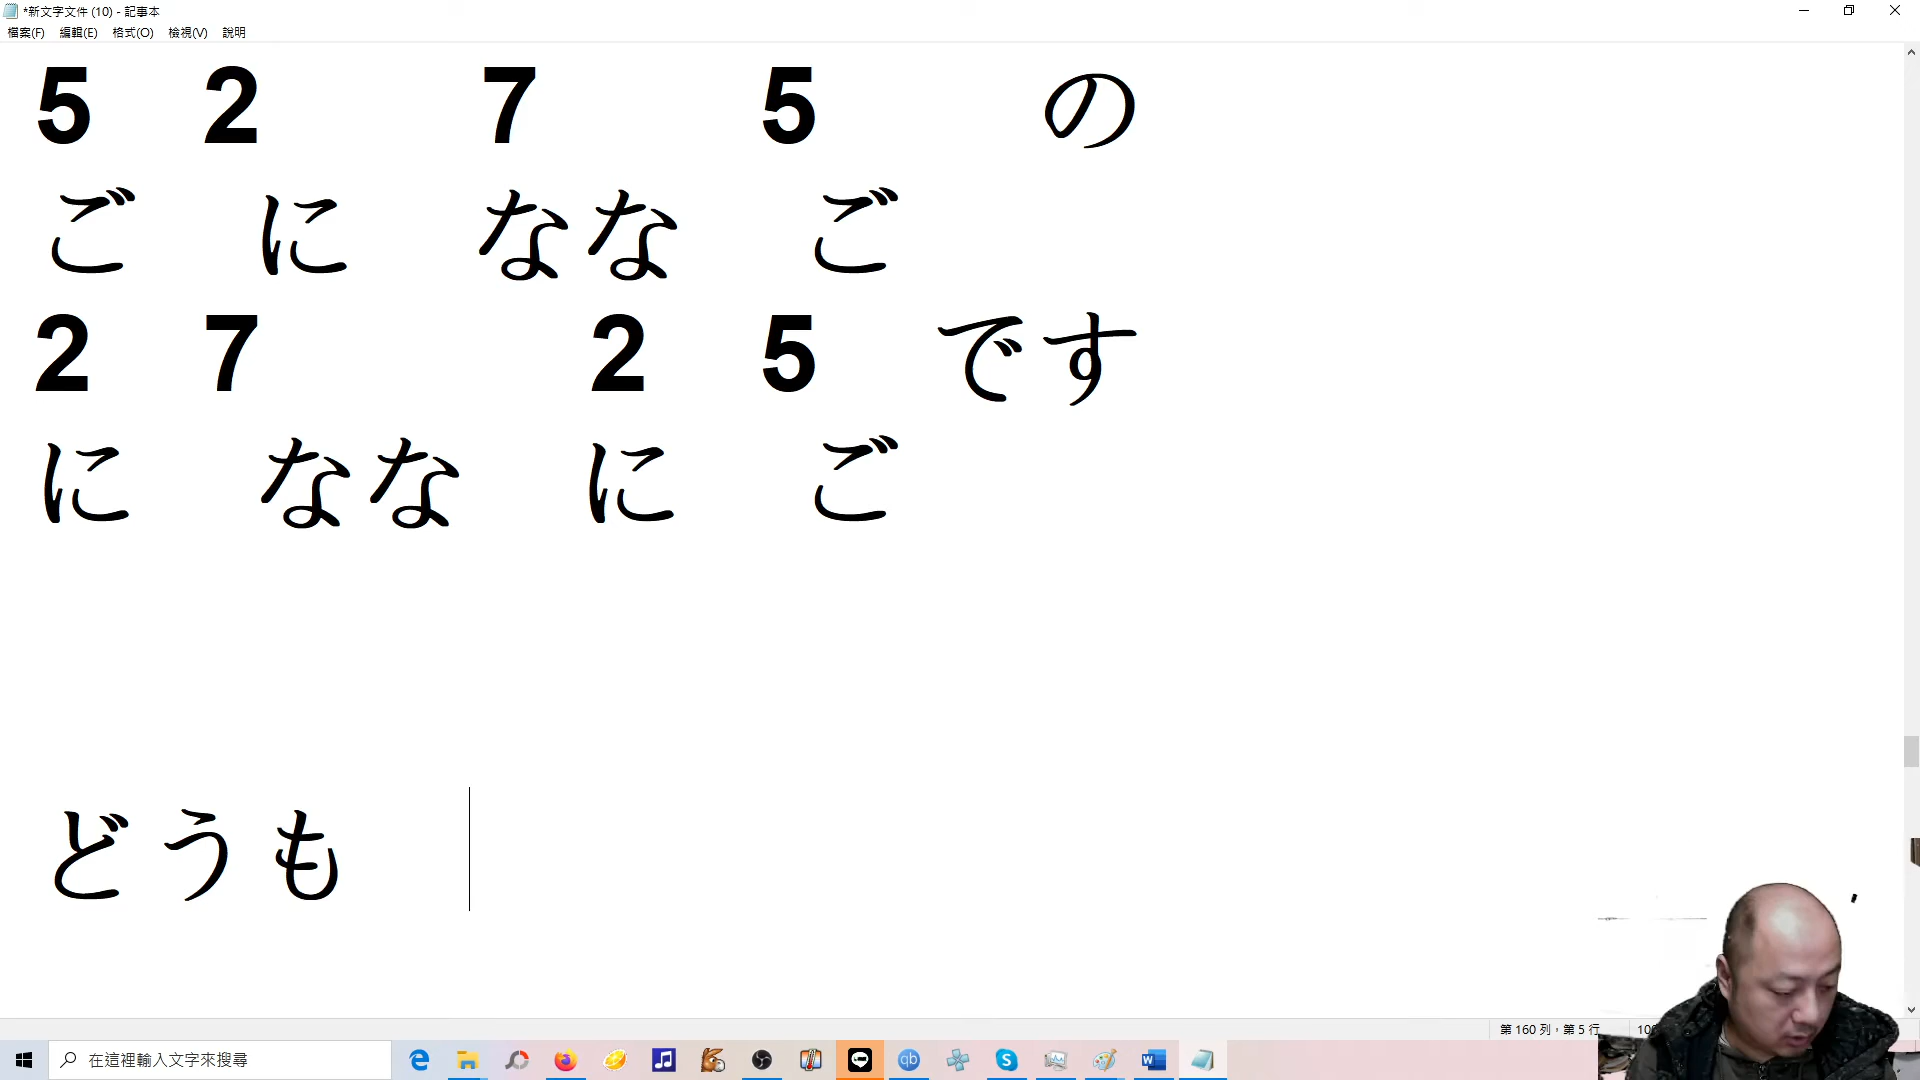 *新文字文件 (10) - 記事本
檔案(F) 編輯(E) 格式(O) 檢視(V) 說明
5 2 7 5 の
ご に なな ご
2 7 2 5 です
に なな に ご
どうも
第 160 列，第 5 行
在這裡輸入文字來搜尋